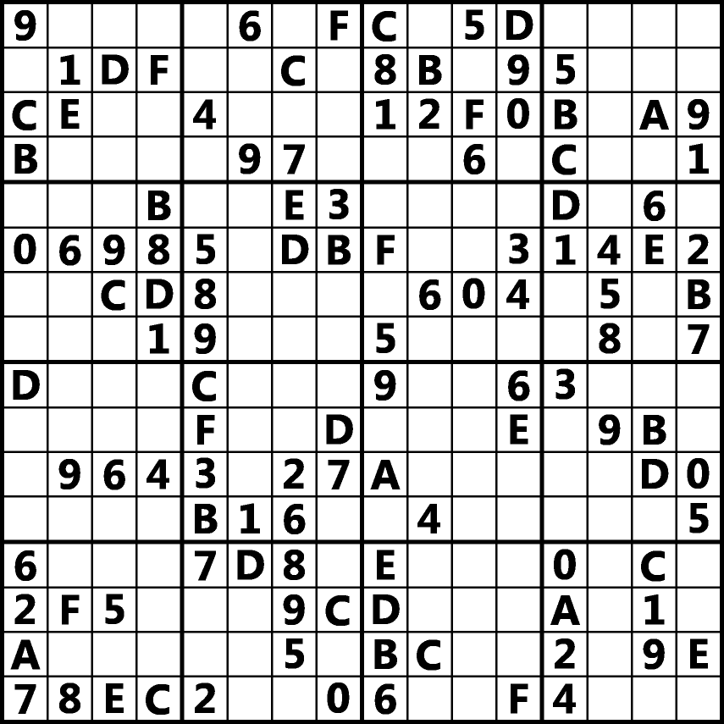 9 6 F C 5 D
1 D F C 8 B 9 5
C E 4 1 2 F 0 B A 9
B 9 7 6 C 1
B E 3 D 6
0 6 9 8 5 D B F 3 1 4 E 2
C D 8 6 0 4 5 B
1 9 5 8 7
D C 9 6 3
F D E 9 B
9 6 4 3 2 7 A D 0
B 1 6 4 5
6 7 D 8 E 0 C
2 F 5 9 C D A 1
A 5 B C 2 9 E
7 8 E C 2 0 6 F 4